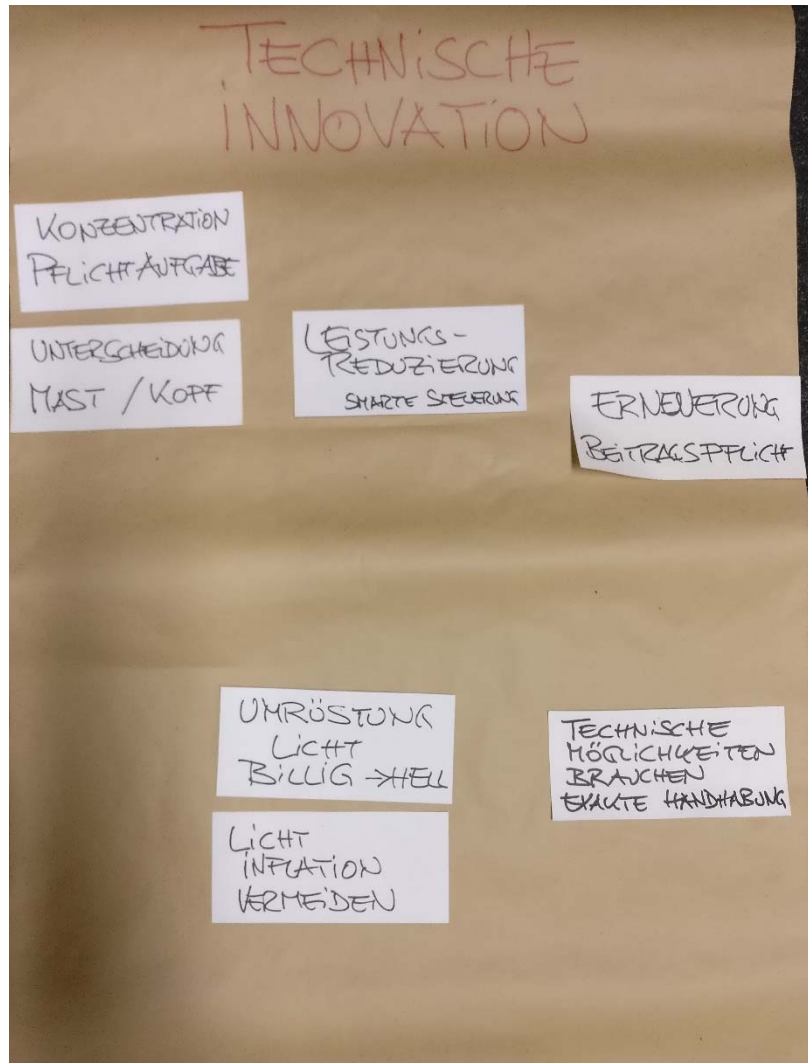 TECHNISCHE
INNOVATION
KONZENTRATION
PFLICHTAUFGABE
UNTERSCHEIDUNG
MAST / KOPF
LEISTUNGS-
REDUZIERUNG
SMARTE STEUERUNG
ERNEUERUNG
BEITRAGSPFLICHT
UMRÜSTUNG
LICHT
BILLIG → HELL
LICHT
INFLATION
VERMEIDEN
TECHNISCHE
MÖGLICHKEITEN
BRAUCHEN
EXAKTE HANDHABUNG